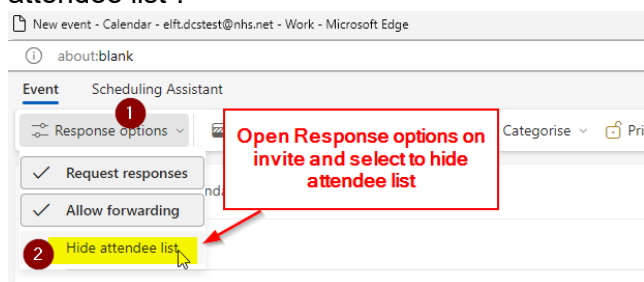 attendee list .
New event - Calendar - elft.dcstest@nhs.net - Work - Microsoft Edge
about:blank
Event Scheduling Assistant
1
Response options Categorise Pri
Open Response options on
invite and select to hide
attendee list
Request responses
nda
Allow forwarding
2 Hide attendee list